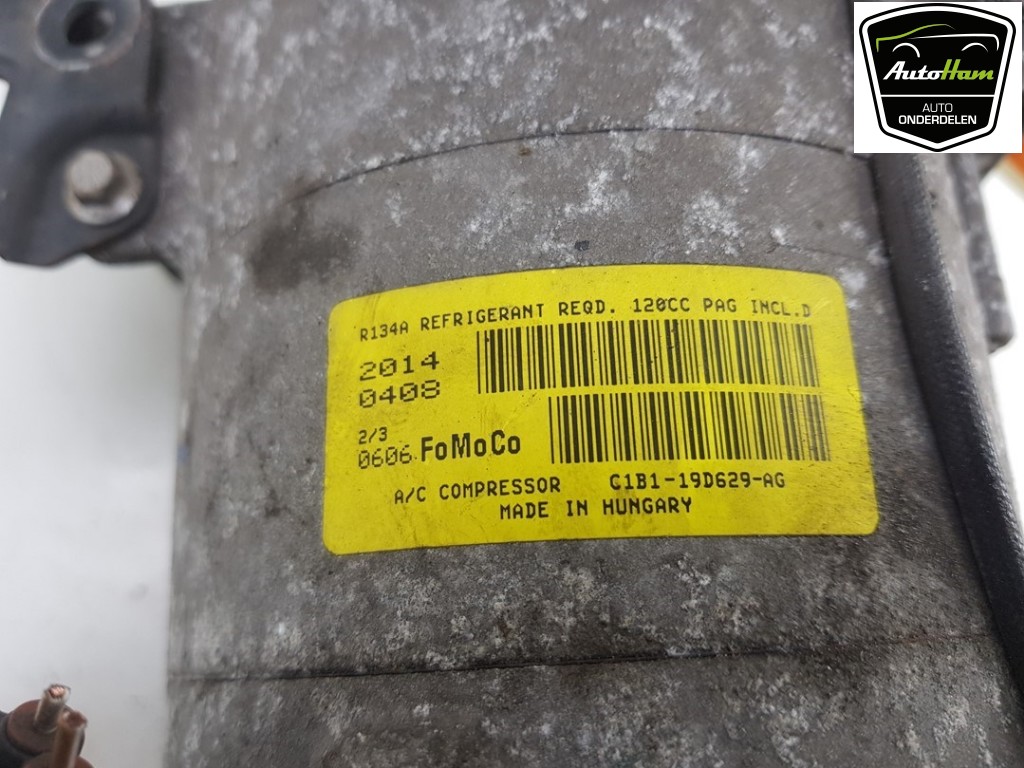 AutoHam
AUTO
ONDERDELEN
R134A REFRIGERANT REQD. 120CC PAG INCL.D
2014
0408
2/3
0606 FoMoCo
A/C COMPRESSOR C1B1-19D629-AG
MADE IN HUNGARY